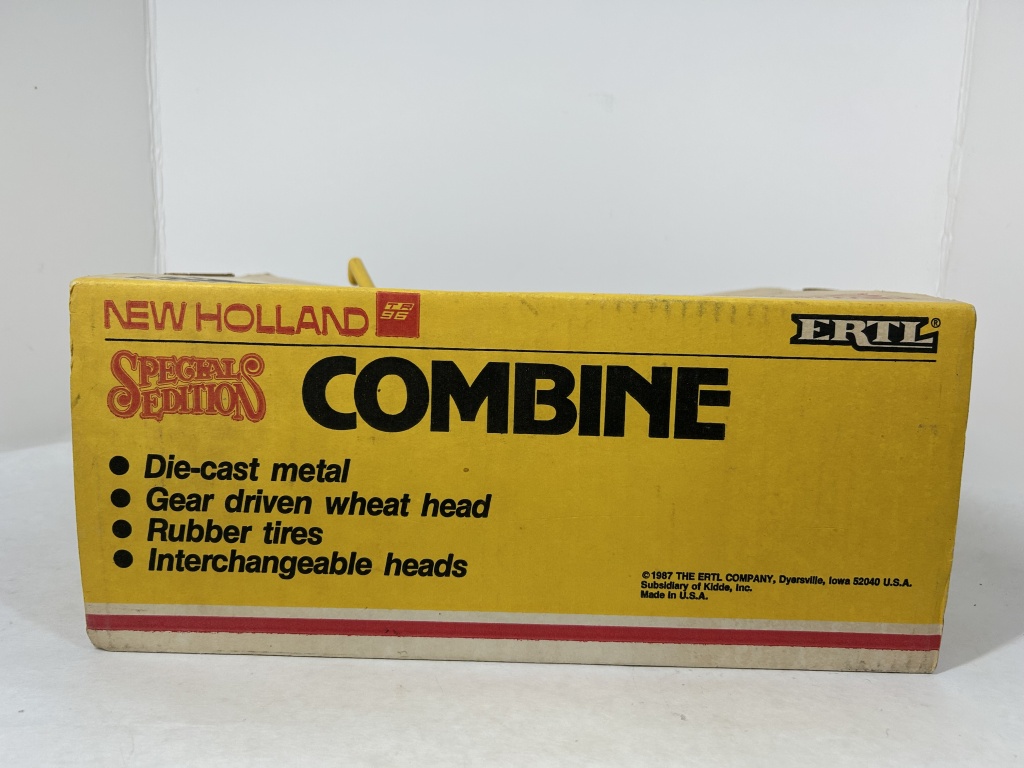 NEW HOLLAND TR 96
ERTL®
SPECIAL EDITION
COMBINE
● Die-cast metal
● Gear driven wheat head
● Rubber tires
● Interchangeable heads
©1987 THE ERTL COMPANY, Dyersville, Iowa 52040 U.S.A.
Subsidiary of Kidde, Inc.
Made in U.S.A.